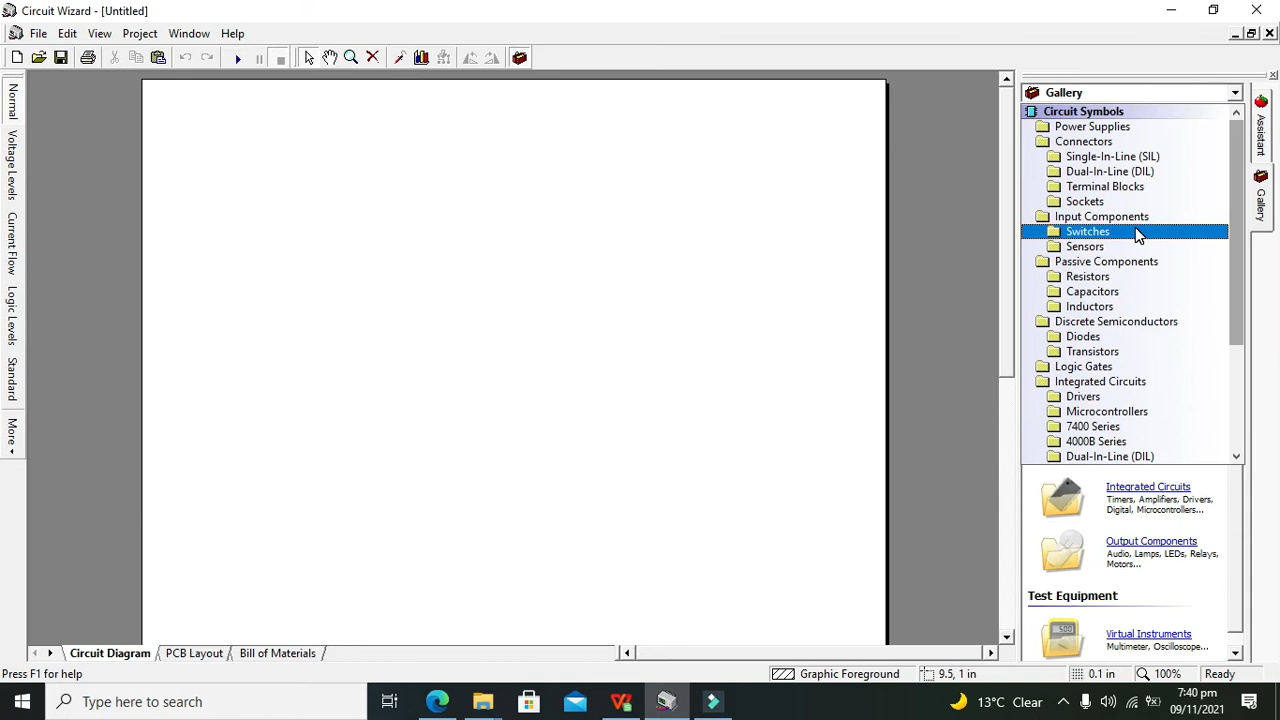 Circuit Wizard - [Untitled]
File Edit View Project Window Help
Normal
Voltage Levels
Current Flow
Logic Levels
Standard
More
Gallery
Circuit Symbols
Power Supplies
Connectors
Single-In-Line (SIL)
Dual-In-Line (DIL)
Terminal Blocks
Sockets
Input Components
Switches
Sensors
Passive Components
Resistors
Capacitors
Inductors
Discrete Semiconductors
Diodes
Transistors
Logic Gates
Integrated Circuits
Drivers
Microcontrollers
7400 Series
4000B Series
Dual-In-Line (DIL)
Assistant
Gallery
Integrated Circuits
Timers, Amplifiers, Drivers,
Digital, Microcontrollers...
Output Components
Audio, Lamps, LEDs, Relays,
Motors...
Test Equipment
Virtual Instruments
Multimeter, Oscilloscope...
Circuit Diagram PCB Layout Bill of Materials
Press F1 for help Graphic Foreground 9.5, 1 in 0.1 in 100% Ready
Type here to search 13°C Clear 7:40 pm
09/11/2021